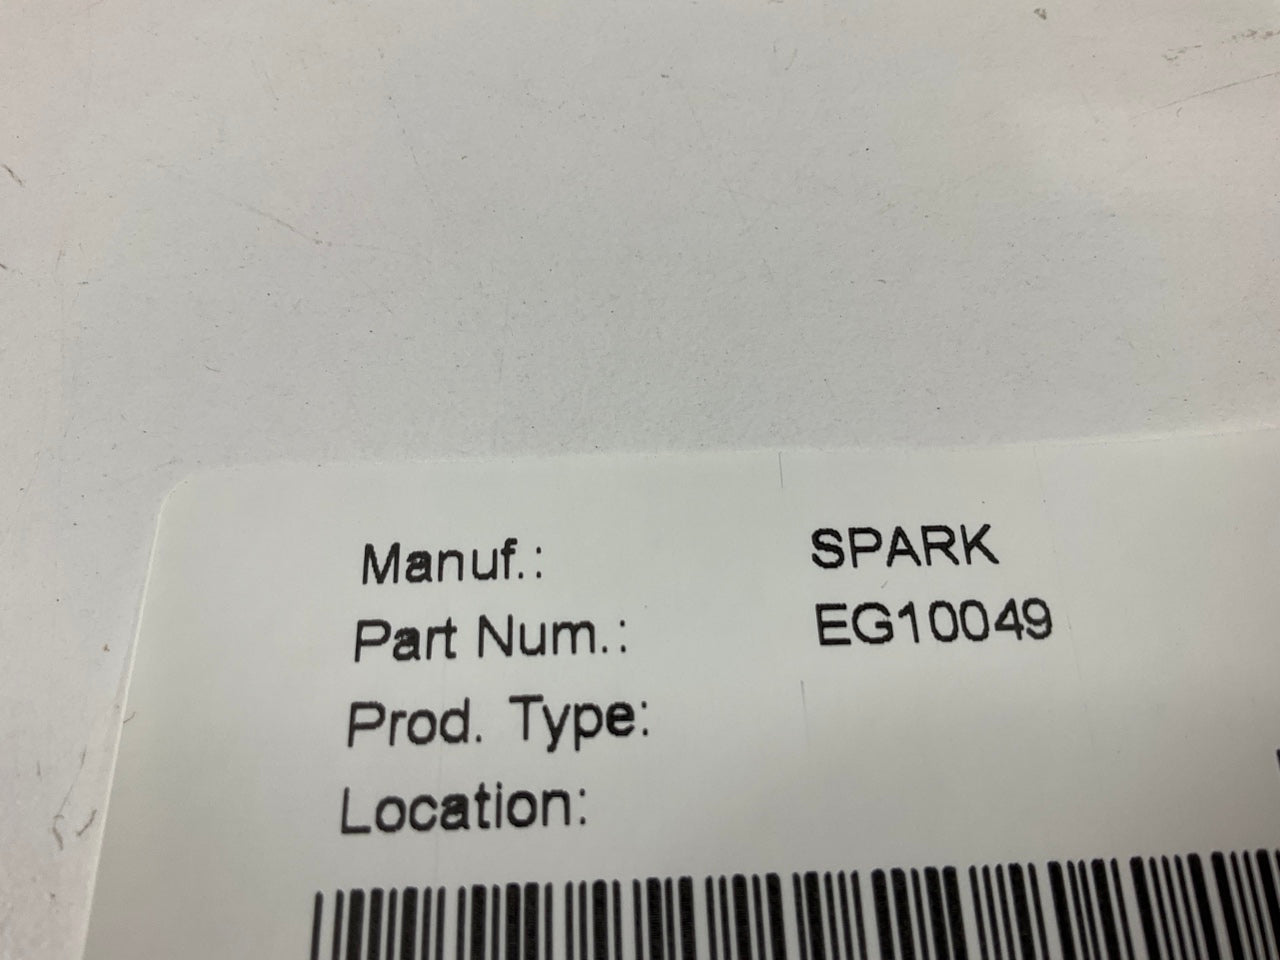 Manuf.: SPARK
Part Num.: EG10049
Prod. Type:
Location: